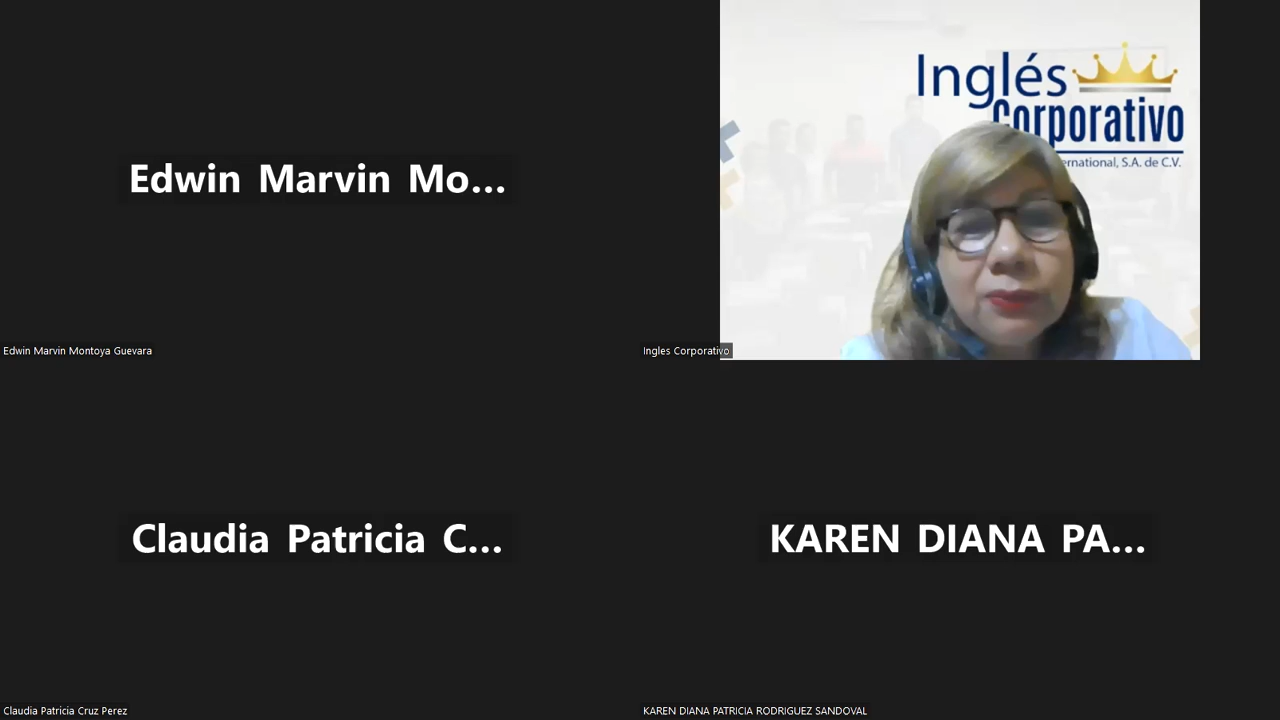 Edwin Marvin Mo...
Edwin Marvin Montoya Guevara
Inglés
Corporativo
ernational, S.A. de C.V.
Ingles Corporativo
Claudia Patricia C...
Claudia Patricia Cruz Perez
KAREN DIANA PA...
KAREN DIANA PATRICIA RODRIGUEZ SANDOVAL